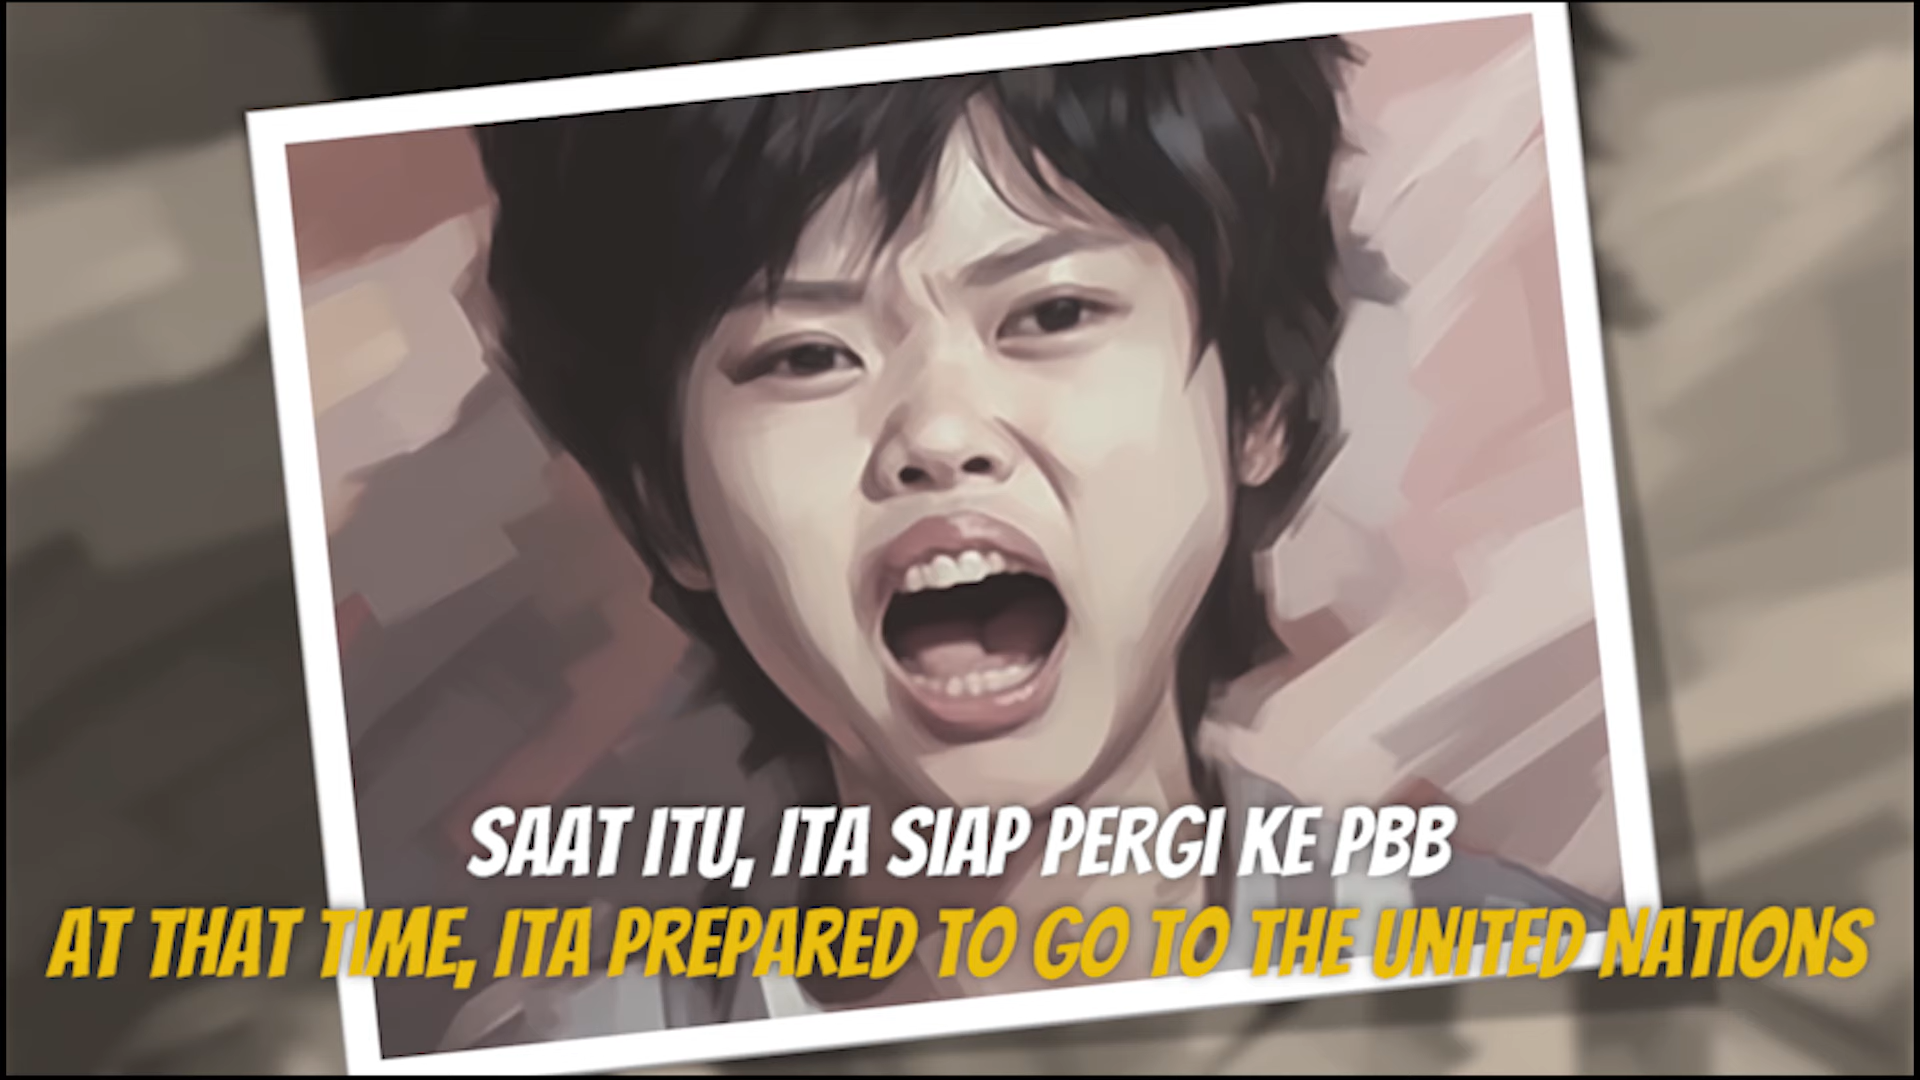 SAAT ITU, ITA SIAP PERGI KE PBB
AT THAT TIME, ITA PREPARED TO GO TO THE UNITED NATIONS